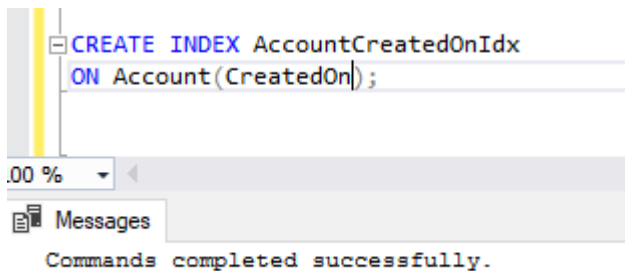 CREATE INDEX AccountCreatedOnIdx
ON Account(CreatedOn);
.00 %
Messages
Commands completed successfully.